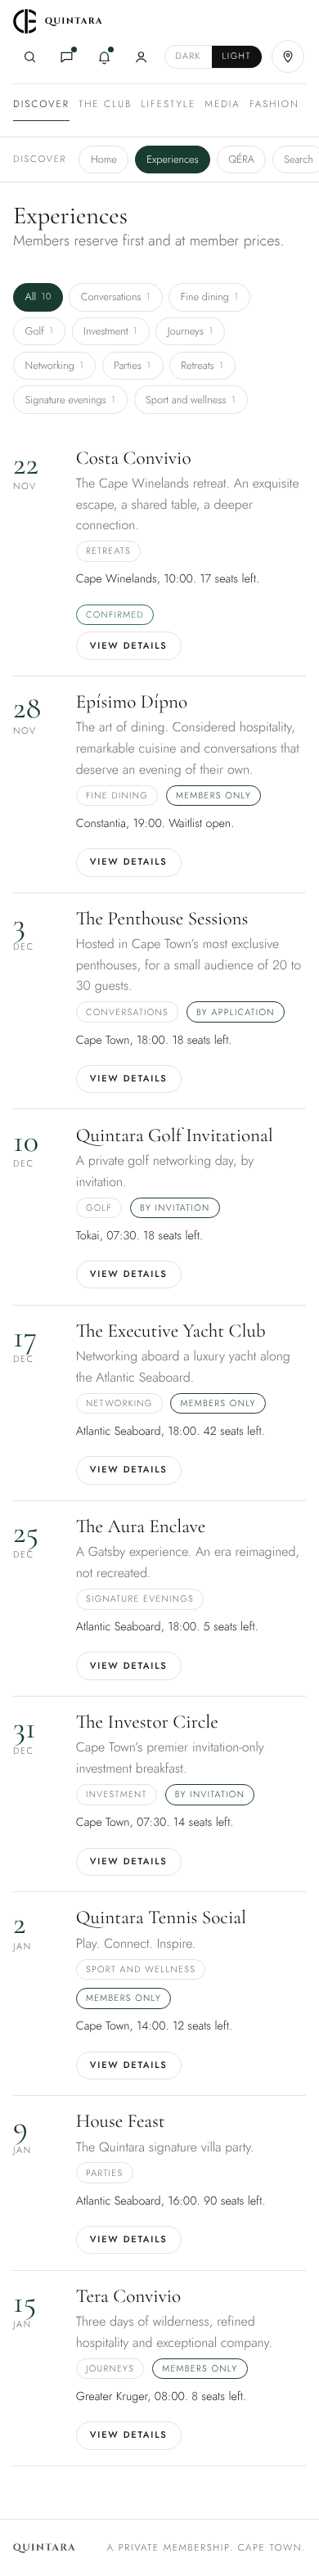 QUINTARA
DARK LIGHT
DISCOVER THE CLUB LIFESTYLE MEDIA FASHION
DISCOVER Home Experiences QÉRA Search
Experiences
Members reserve first and at member prices.
All 10 Conversations 1 Fine dining 1
Golf 1 Investment 1 Journeys 1
Networking 1 Parties 1 Retreats 1
Signature evenings 1 Sport and wellness 1
22
NOV
Costa Convivio
The Cape Winelands retreat. An exquisite
escape, a shared table, a deeper
connection.
RETREATS
Cape Winelands, 10:00. 17 seats left.
CONFIRMED
VIEW DETAILS
28
NOV
Epísimo Dípno
The art of dining. Considered hospitality,
remarkable cuisine and conversations that
deserve an evening of their own.
FINE DINING MEMBERS ONLY
Constantia, 19:00. Waitlist open.
VIEW DETAILS
3
DEC
The Penthouse Sessions
Hosted in Cape Town’s most exclusive
penthouses, for a small audience of 20 to
30 guests.
CONVERSATIONS BY APPLICATION
Cape Town, 18:00. 18 seats left.
VIEW DETAILS
10
DEC
Quintara Golf Invitational
A private golf networking day, by
invitation.
GOLF BY INVITATION
Tokai, 07:30. 18 seats left.
VIEW DETAILS
17
DEC
The Executive Yacht Club
Networking aboard a luxury yacht along
the Atlantic Seaboard.
NETWORKING MEMBERS ONLY
Atlantic Seaboard, 18:00. 42 seats left.
VIEW DETAILS
25
DEC
The Aura Enclave
A Gatsby experience. An era reimagined,
not recreated.
SIGNATURE EVENINGS
Atlantic Seaboard, 18:00. 5 seats left.
VIEW DETAILS
31
DEC
The Investor Circle
Cape Town’s premier invitation-only
investment breakfast.
INVESTMENT BY INVITATION
Cape Town, 07:30. 14 seats left.
VIEW DETAILS
2
JAN
Quintara Tennis Social
Play. Connect. Inspire.
SPORT AND WELLNESS
MEMBERS ONLY
Cape Town, 14:00. 12 seats left.
VIEW DETAILS
9
JAN
House Feast
The Quintara signature villa party.
PARTIES
Atlantic Seaboard, 16:00. 90 seats left.
VIEW DETAILS
15
JAN
Tera Convivio
Three days of wilderness, refined
hospitality and exceptional company.
JOURNEYS MEMBERS ONLY
Greater Kruger, 08:00. 8 seats left.
VIEW DETAILS
QUINTARA A PRIVATE MEMBERSHIP. CAPE TOWN.